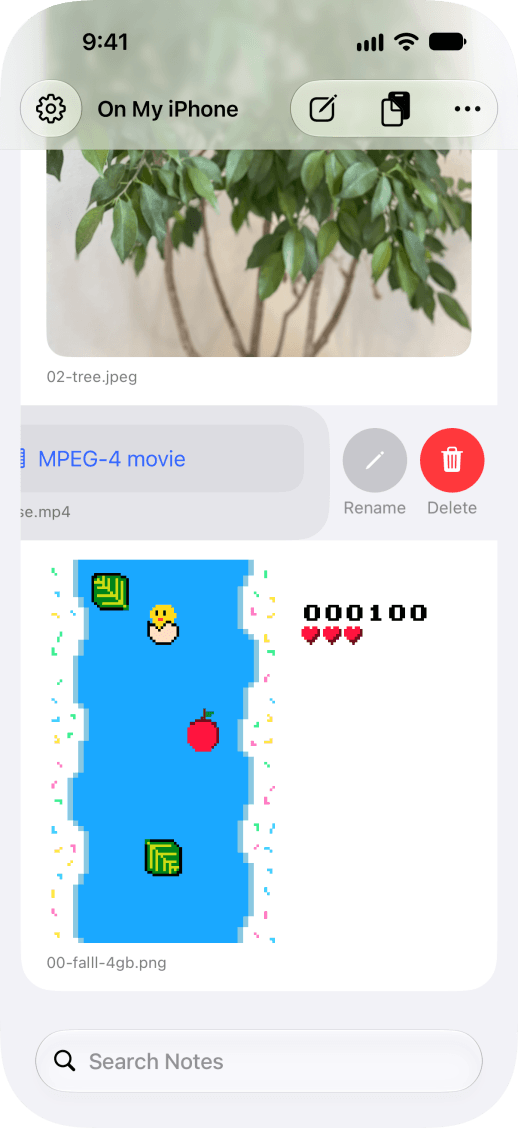 9:41
On My iPhone
02-tree.jpeg
MPEG-4 movie
se.mp4
Rename
Delete
000100
00-falll-4gb.png
Search Notes